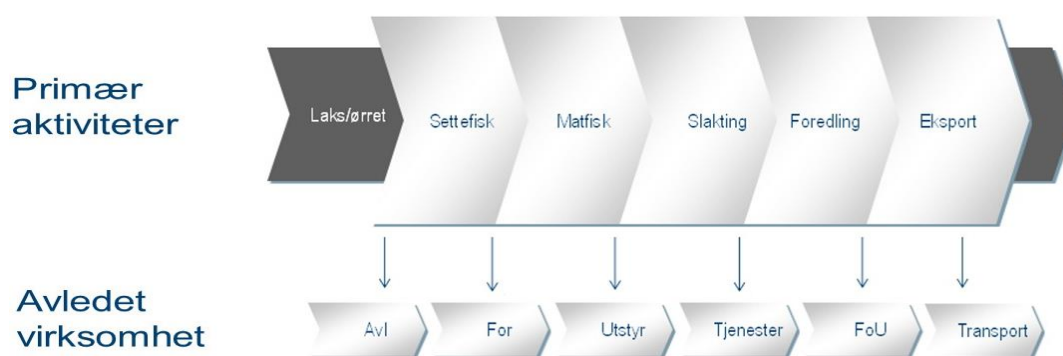 Primær
aktiviteter
Laks/ørret
Settefisk
Matfisk
Slakting
Foredling
Eksport
Avledet
virksomhet
Avl
For
Utstyr
Tjenester
FoU
Transport